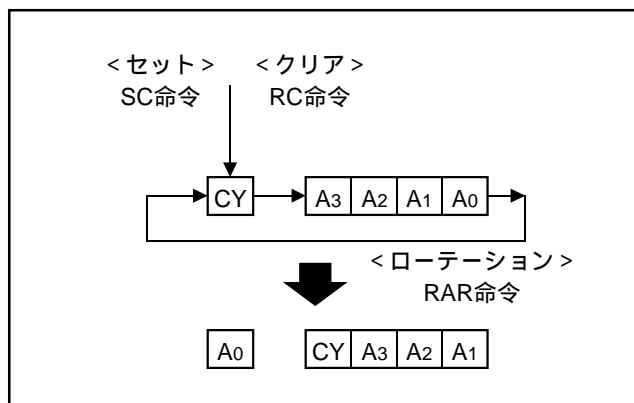 <セット> <クリア>
SC命令 RC命令
CY A3 A2 A1 A0
<ローテーション>
RAR命令
A0 CY A3 A2 A1